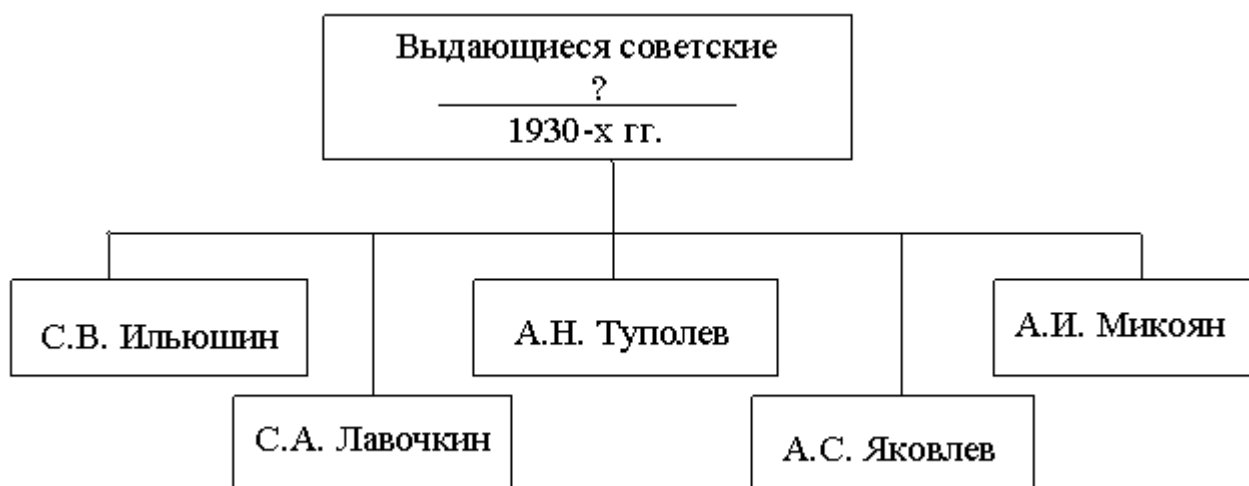 Выдающиеся советские
?
1930-х гг.
С.В. Ильюшин
А.Н. Туполев
А.И. Микоян
С.А. Лавочкин
А.С. Яковлев